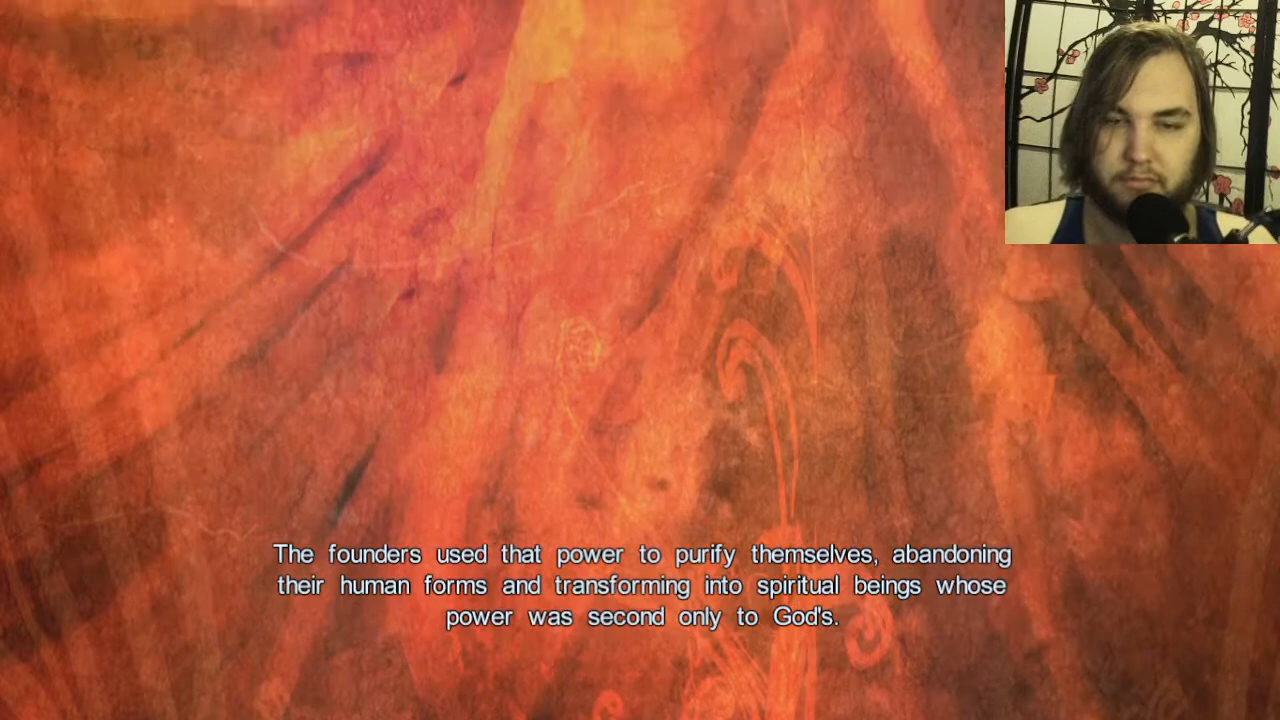 The founders used that power to purify themselves, abandoning
their human forms and transforming into spiritual beings whose
power was second only to God's.